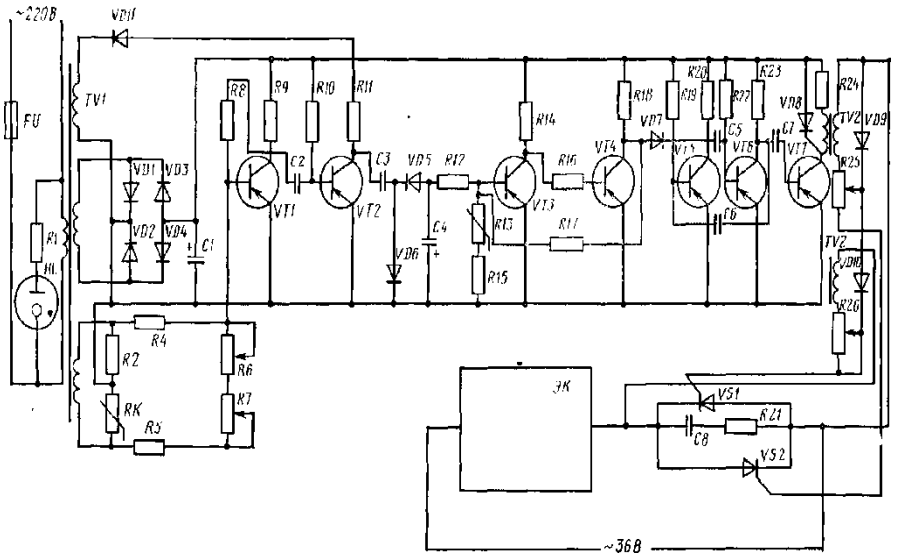 ~220В
VD11
FU
TV1
R1
HL
VD1
VD3
VD2
VD4
C1
R8
R9
R10
R11
C2
VT1
VT2
C3
VD5
R12
VD6
C4
R13
R15
R14
VT3
R16
R17
VT4
R18
VD7
R19
R20
R22
R23
C5
VT5
VT6
C6
VD8
C7
VT7
R24
TV2
VD9
R25
TV2
VD10
R26
R2
R4
R6
RK
R5
R7
ЭК
VS1
C8
R21
VS2
~36В